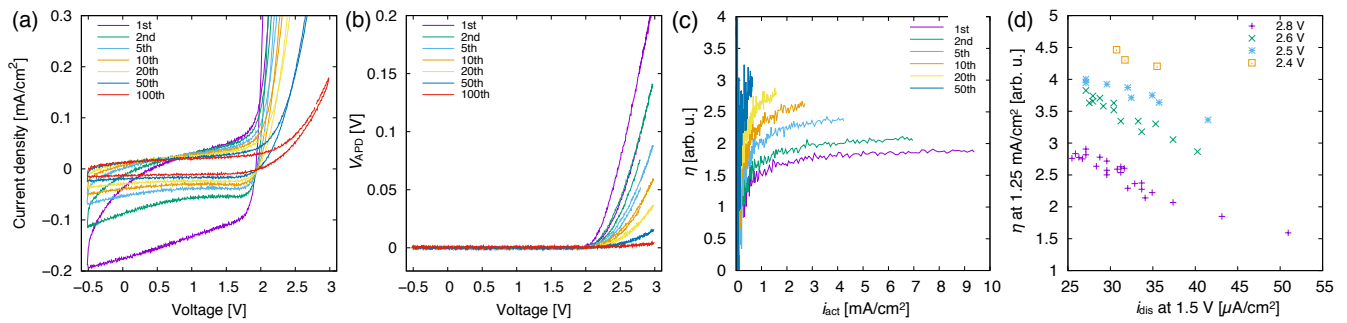 (a)
Current density [mA/cm²]
0.3
0.2
0.1
0
−0.1
−0.2
1st
2nd
5th
10th
20th
50th
100th
−0.5 0 0.5 1 1.5 2 2.5 3
Voltage [V]
(b)
V_APD [V]
0.2
0.15
0.1
0.05
0
1st
2nd
5th
10th
20th
50th
100th
−0.5 0 0.5 1 1.5 2 2.5 3
Voltage [V]
(c)
η [arb. u.]
4
3.5
3
2.5
2
1.5
1
0.5
0
1st
2nd
5th
10th
20th
50th
0 1 2 3 4 5 6 7 8 9 10
i_act [mA/cm²]
(d)
η at 1.25 mA/cm² [arb. u.]
5
4.5
4
3.5
3
2.5
2
1.5
1
2.8 V
2.6 V
2.5 V
2.4 V
25 30 35 40 45 50 55
i_dis at 1.5 V [µA/cm²]